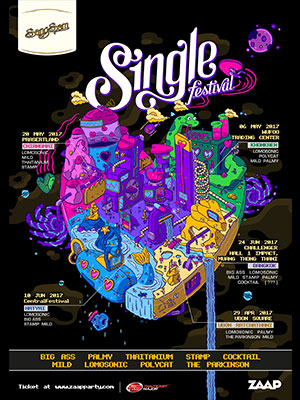 Single
festival
20 MAY 2017
PRASERTLAND
CHIANGMAI
LOMOSONIC
MILD
THAITANIUM
STAMP
06 MAY 2017
WUFOO
TRADING CENTER
KHONKAEN
LOMOSONIC
POLYCAT
MILD PALMY
24 JUN 2017
CHALLENGER
HALL 1 IMPACT,
MUANG THONG THANI
BANGKOK
BIG ASS LOMOSONIC
MILD STAMP PALMY
COCKTAIL [???]
10 JUN 2017
CentralFestival
HATYAI
LOMOSONIC
BIG ASS
STAMP MILD
29 APR 2017
UBON SQUARE
UBON RATCHATHANI
LOMOSONIC PALMY
THE PARKINSON MILD
BIG ASS PALMY THAITANIUM STAMP COCKTAIL
MILD LOMOSONIC POLYCAT THE PARKINSON
Ticket at www.zaapparty.com
ZAAP